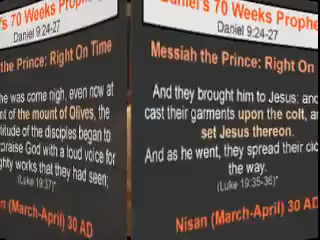 's 70 Weeks Prophe
Daniel 9:24-27
the Prince: Right On Time
he was come nigh, even now at
nt of the mount of Olives, the
titude of the disciples began to
praise God with a loud voice for
ghty works that they had seen;
(Luke 19:37)"
n (March-April) 30 AD
Daniel's 70 Weeks Prophe
Daniel 9:24-27
Messiah the Prince: Right On
And they brought him to Jesus: and
cast their garments upon the colt, an
set Jesus thereon.
And as he went, they spread their clo
the way.
(Luke 19:35-36)"
Nisan (March-April) 30 AD